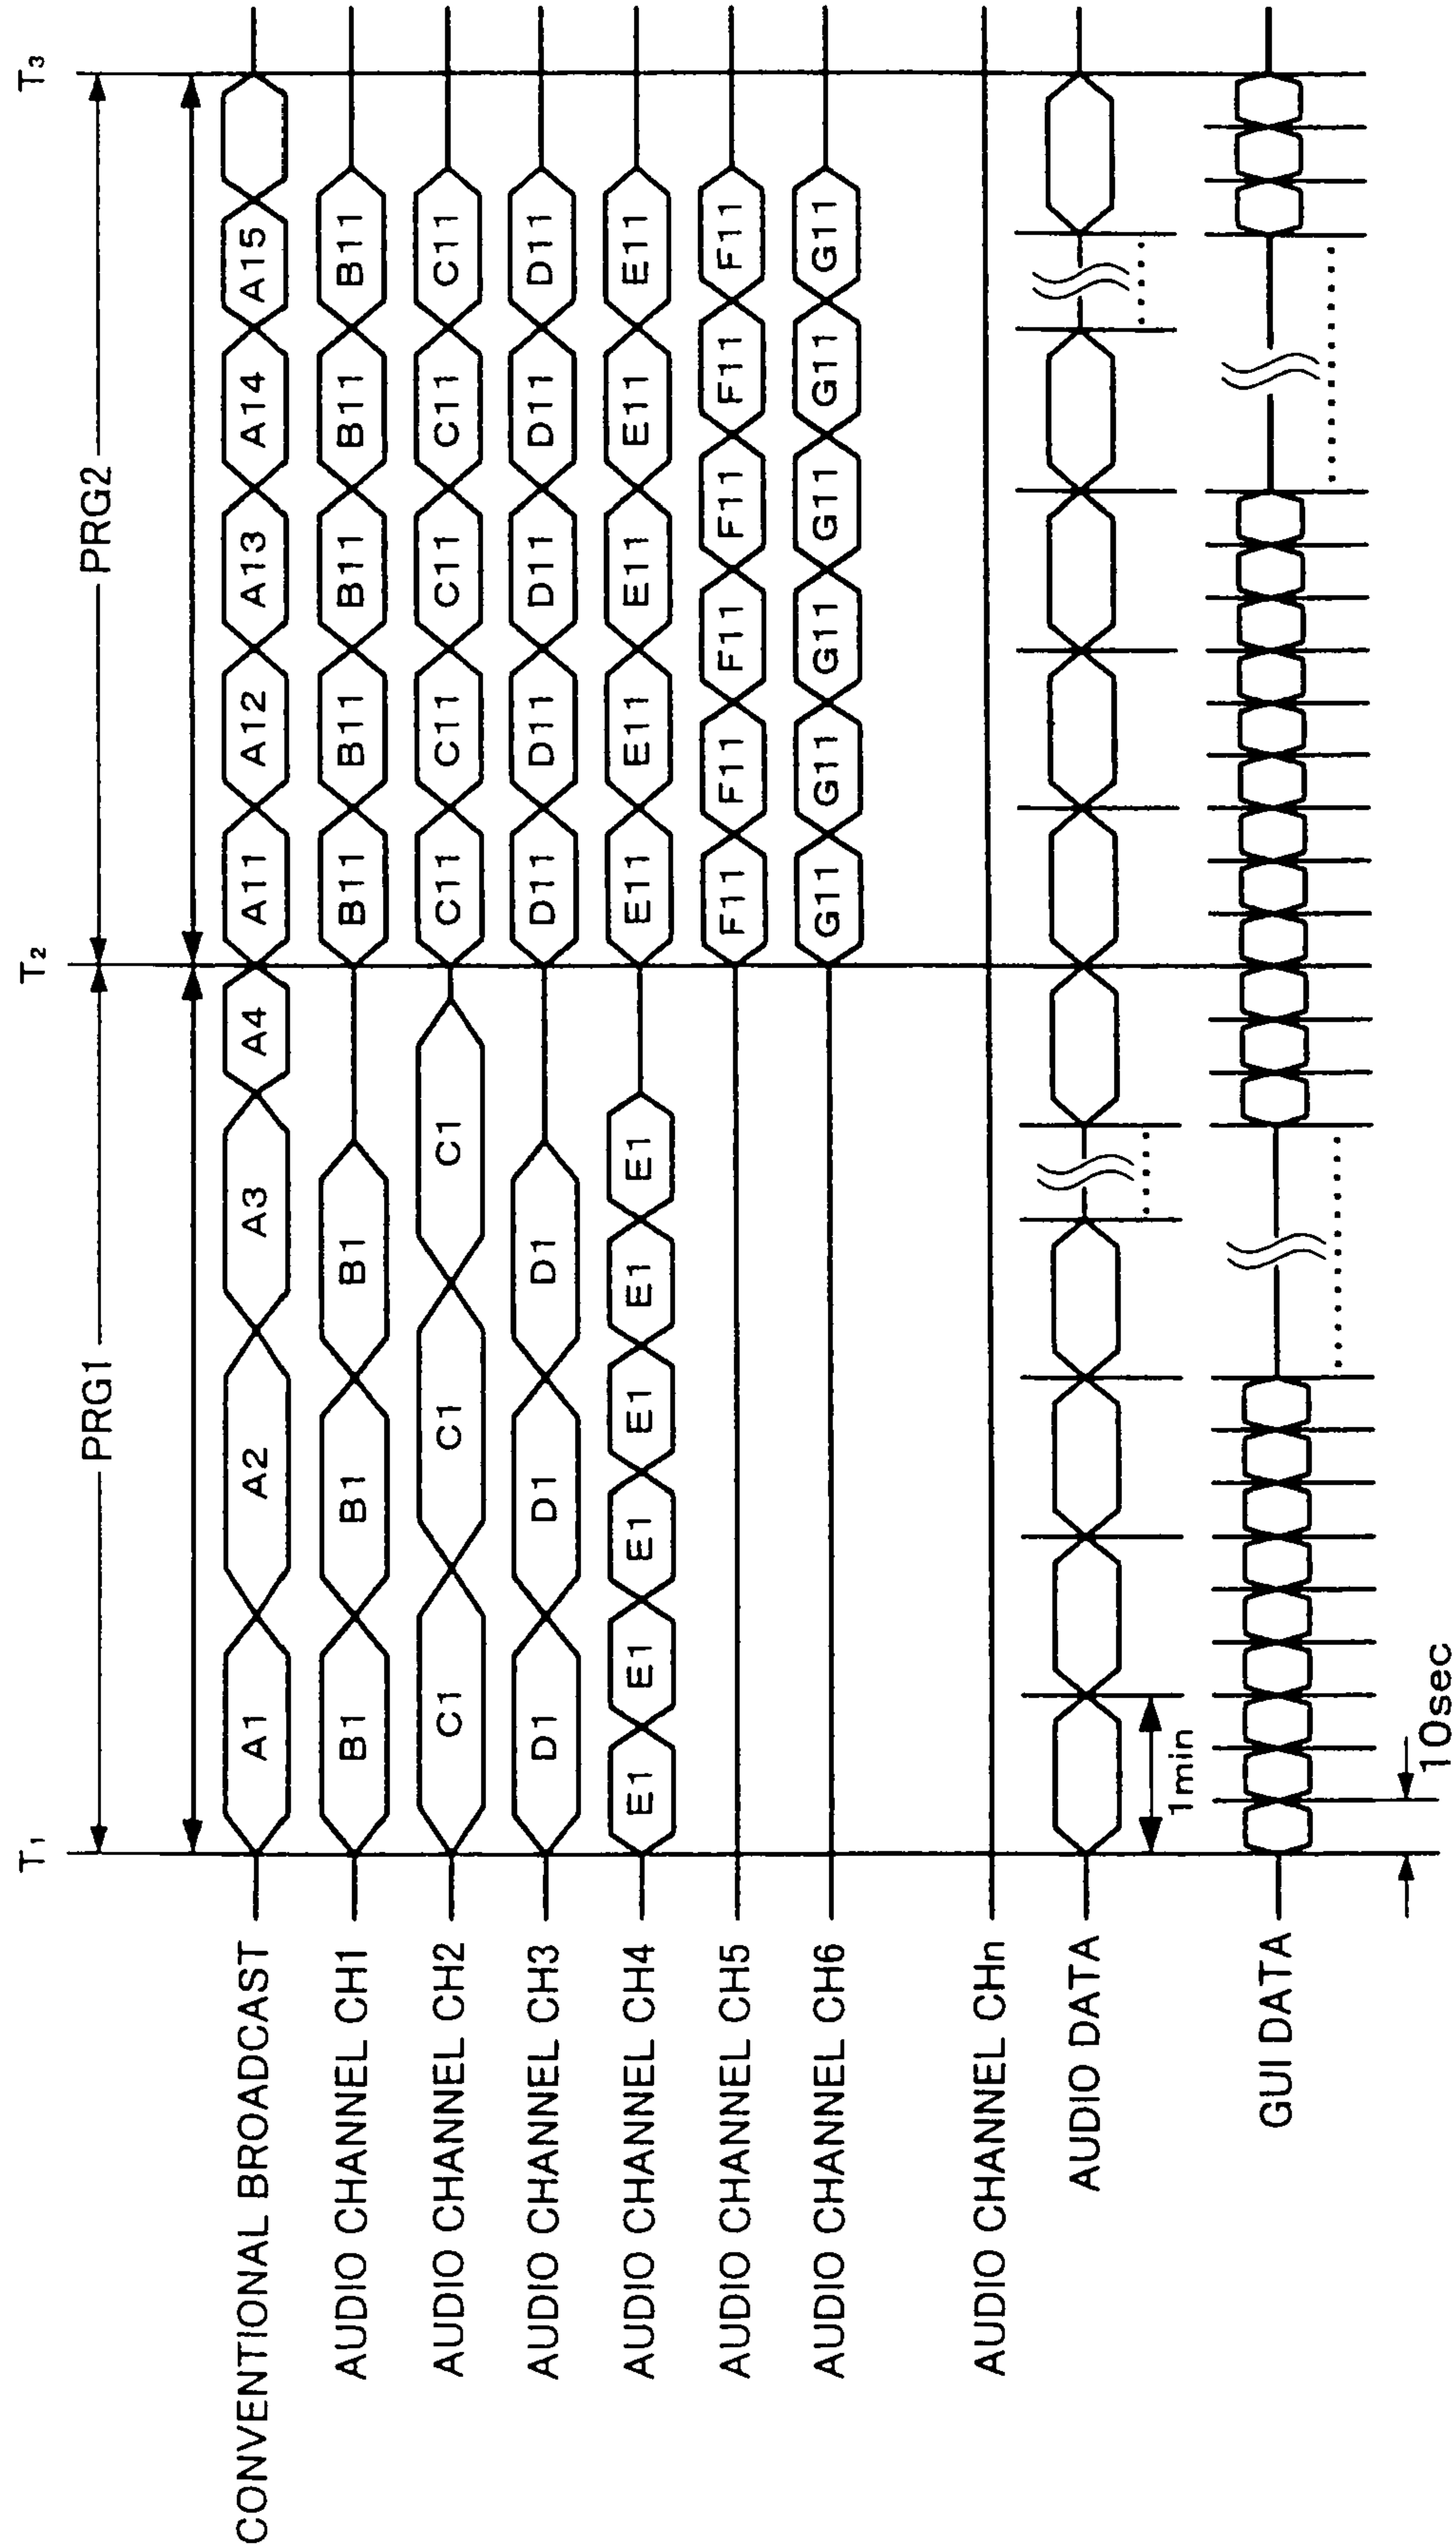 T1 T2 T3
PRG1 PRG2
CONVENTIONAL BROADCAST A1 A2 A3 A4 A11 A12 A13 A14 A15
AUDIO CHANNEL CH1 B1 B1 B1 B11 B11 B11 B11 B11
AUDIO CHANNEL CH2 C1 C1 C1 C11 C11 C11 C11 C11
AUDIO CHANNEL CH3 D1 D1 D1 D11 D11 D11 D11 D11
AUDIO CHANNEL CH4 E1 E1 E1 E1 E1 E1 E11 E11 E11 E11 E11
AUDIO CHANNEL CH5 F11 F11 F11 F11 F11 F11
AUDIO CHANNEL CH6 G11 G11 G11 G11 G11 G11
AUDIO CHANNEL CHn
AUDIO DATA
1min
GUI DATA
10sec